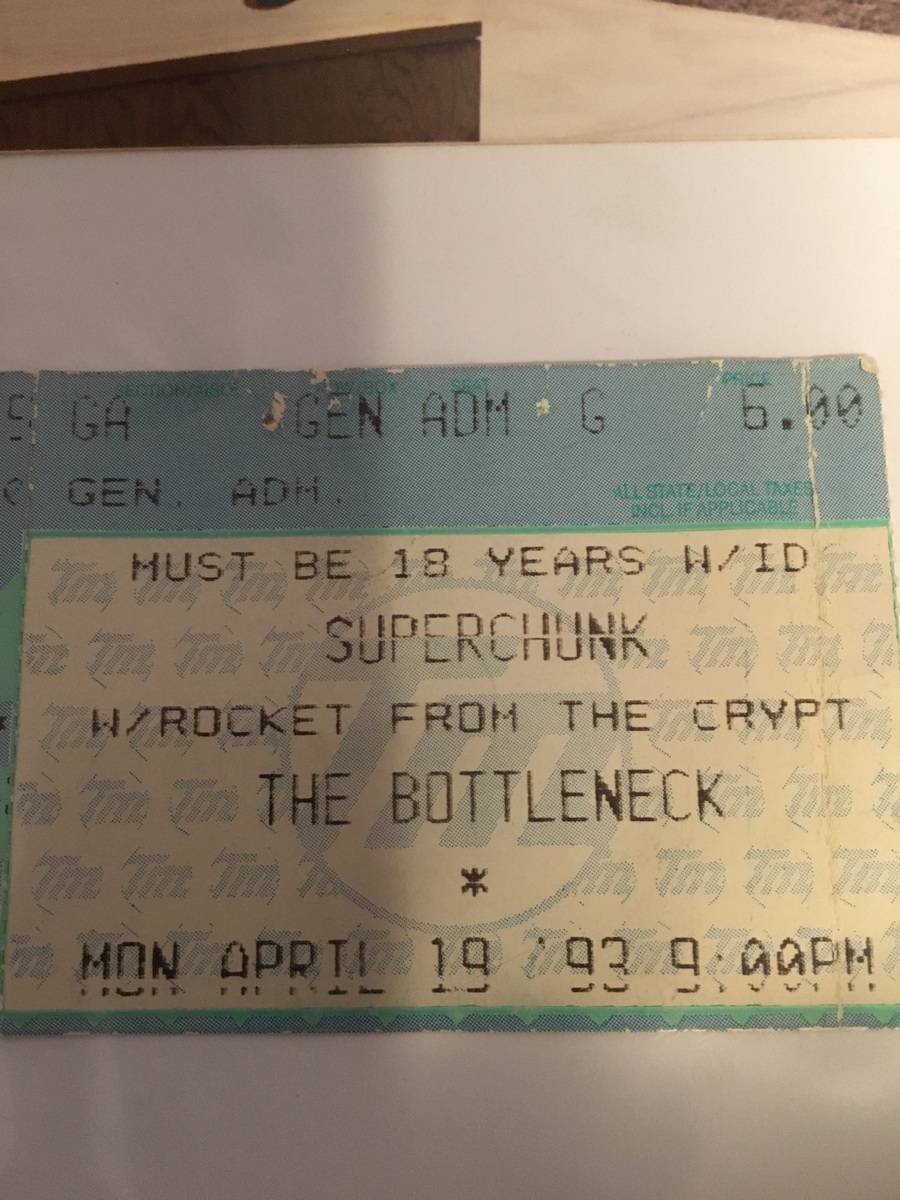 SECTION/AISLE ROW/BOX SEAT PRICE
GA GEN ADM G 6.00
GEN. ADM.
ALL STATE/LOCAL TAXES
INCL. IF APPLICABLE
MUST BE 18 YEARS W/ID
SUPERCHUNK
W/ROCKET FROM THE CRYPT
THE BOTTLENECK
*
MON APRIL 19 '93 9:00PM